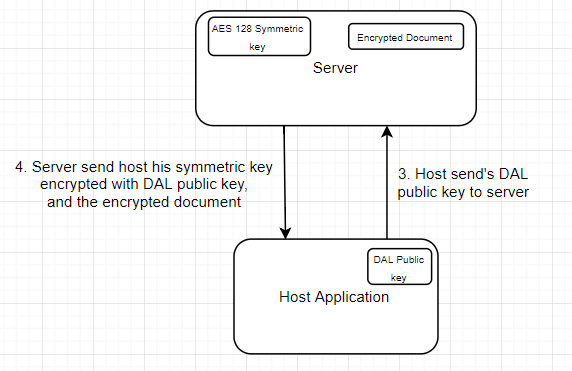 AES 128 Symmetric
key
Encrypted Document
Server
4. Server send host his symmetric key
encrypted with DAL public key,
and the encrypted document
3. Host send's DAL
public key to server
DAL Public
key
Host Application